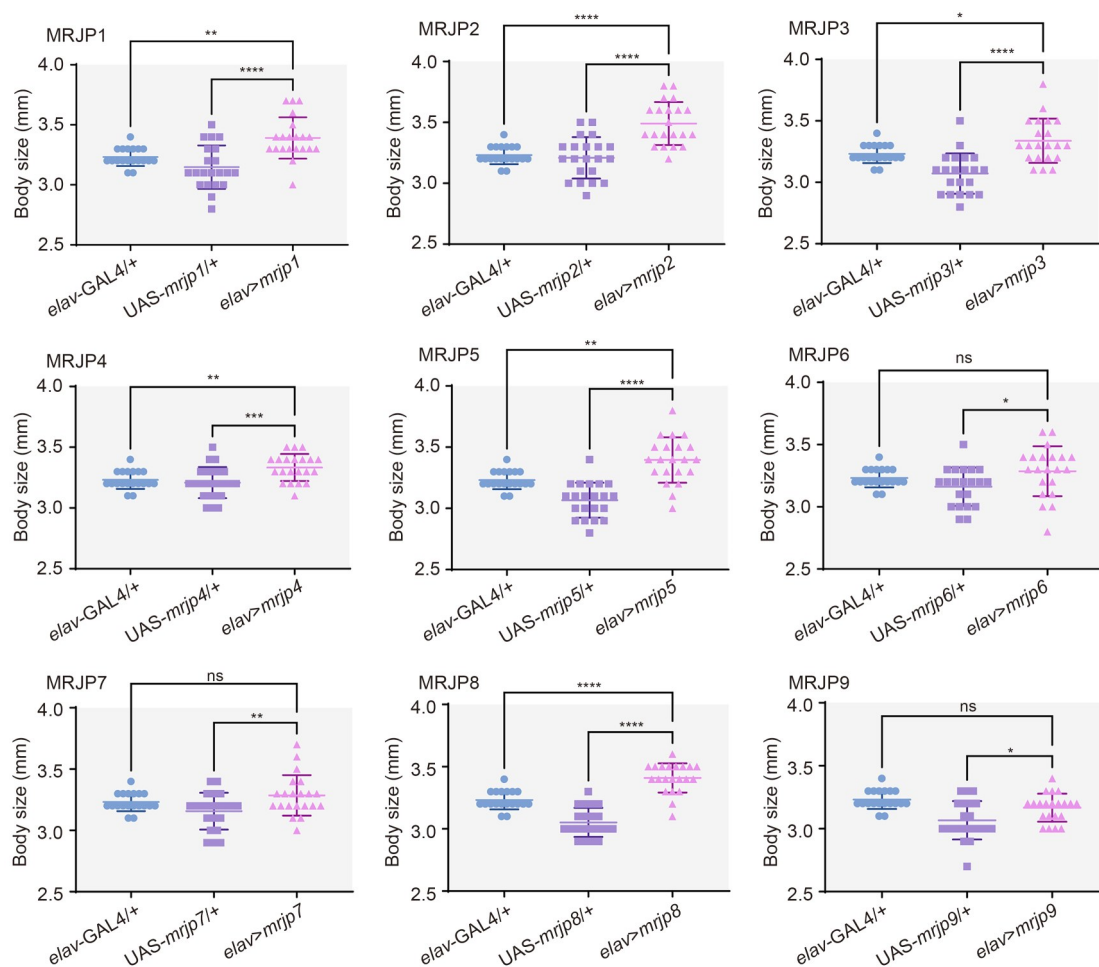 MRJP1
**
****
Body size (mm)
4.0
3.5
3.0
2.5
elav-GAL4/+
UAS-mrjp1/+
elav>mrjp1
MRJP2
****
****
Body size (mm)
4.0
3.5
3.0
2.5
elav-GAL4/+
UAS-mrjp2/+
elav>mrjp2
MRJP3
*
****
Body size (mm)
4.0
3.5
3.0
2.5
elav-GAL4/+
UAS-mrjp3/+
elav>mrjp3
MRJP4
**
***
Body size (mm)
4.0
3.5
3.0
2.5
elav-GAL4/+
UAS-mrjp4/+
elav>mrjp4
MRJP5
**
****
Body size (mm)
4.0
3.5
3.0
2.5
elav-GAL4/+
UAS-mrjp5/+
elav>mrjp5
MRJP6
ns
*
Body size (mm)
4.0
3.5
3.0
2.5
elav-GAL4/+
UAS-mrjp6/+
elav>mrjp6
MRJP7
ns
**
Body size (mm)
4.0
3.5
3.0
2.5
elav-GAL4/+
UAS-mrjp7/+
elav>mrjp7
MRJP8
****
****
Body size (mm)
4.0
3.5
3.0
2.5
elav-GAL4/+
UAS-mrjp8/+
elav>mrjp8
MRJP9
ns
*
Body size (mm)
4.0
3.5
3.0
2.5
elav-GAL4/+
UAS-mrjp9/+
elav>mrjp9